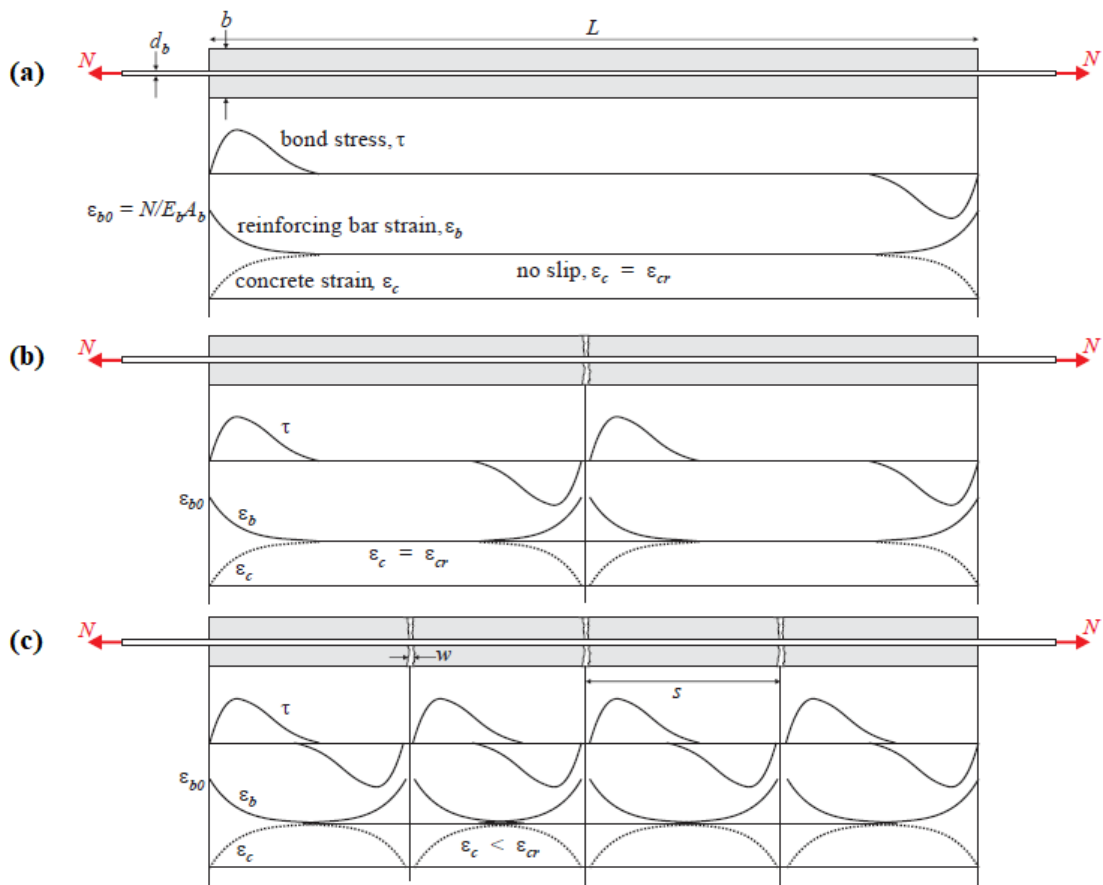 b
L
d_b
(a)
N
N
bond stress, τ
ε_b0 = N/E_bA_b
reinforcing bar strain, ε_b
no slip, ε_c = ε_cr
concrete strain, ε_c
(b)
N
N
τ
ε_b0
ε_b
ε_c = ε_cr
ε_c
(c)
N
N
w
s
τ
ε_b0
ε_b
ε_c < ε_cr
ε_c